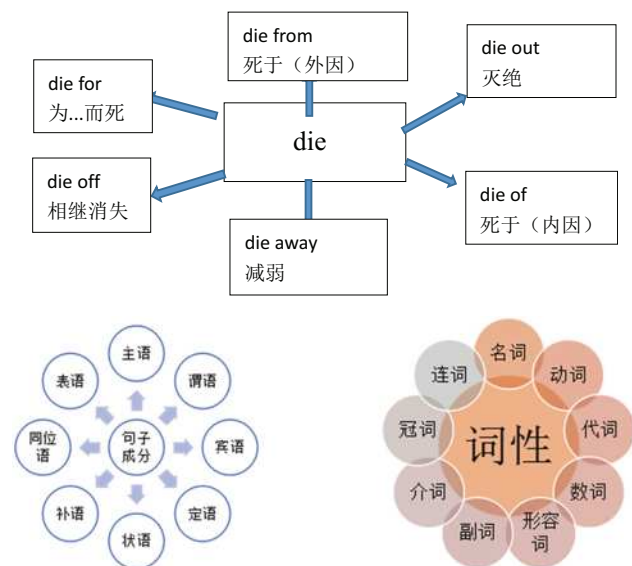 die from
死于（外因）
die out
灭绝
die for
为...而死
die
die off
相继消失
die of
死于（内因）
die away
减弱
主语
谓语
宾语
定语
状语
补语
同位
语
表语
句子
成分
名词
动词
代词
数词
形容
词
副词
介词
冠词
连词
词性